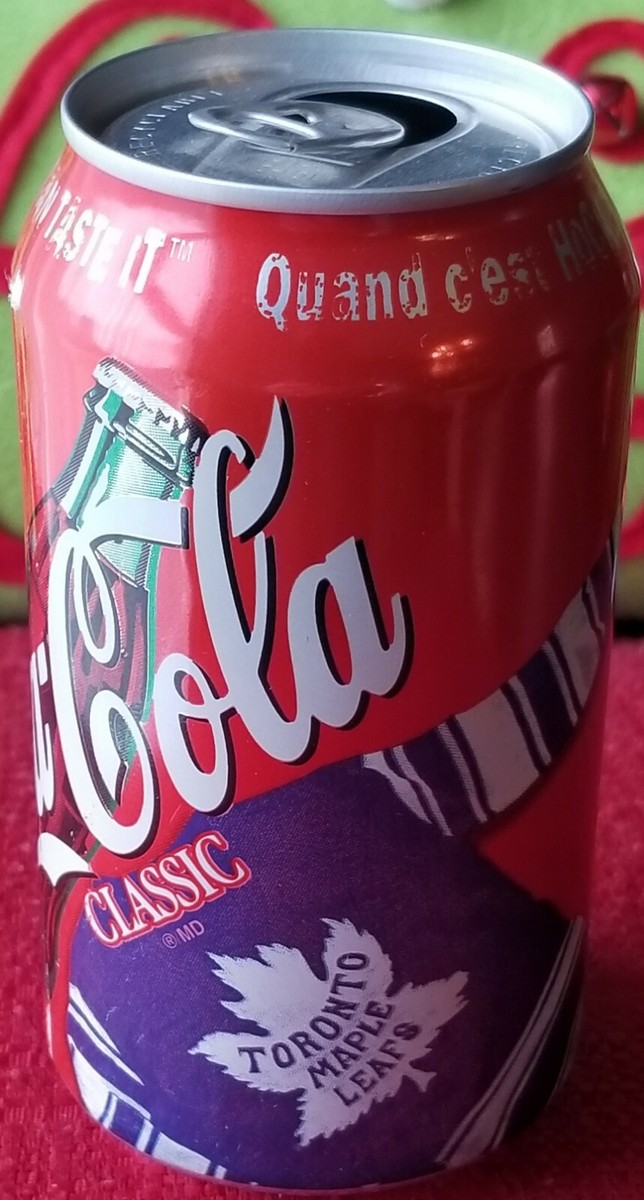 TASTE IT™
Quand c'est
Cola
CLASSIC
®MD
TORONTO
MAPLE
LEAFS